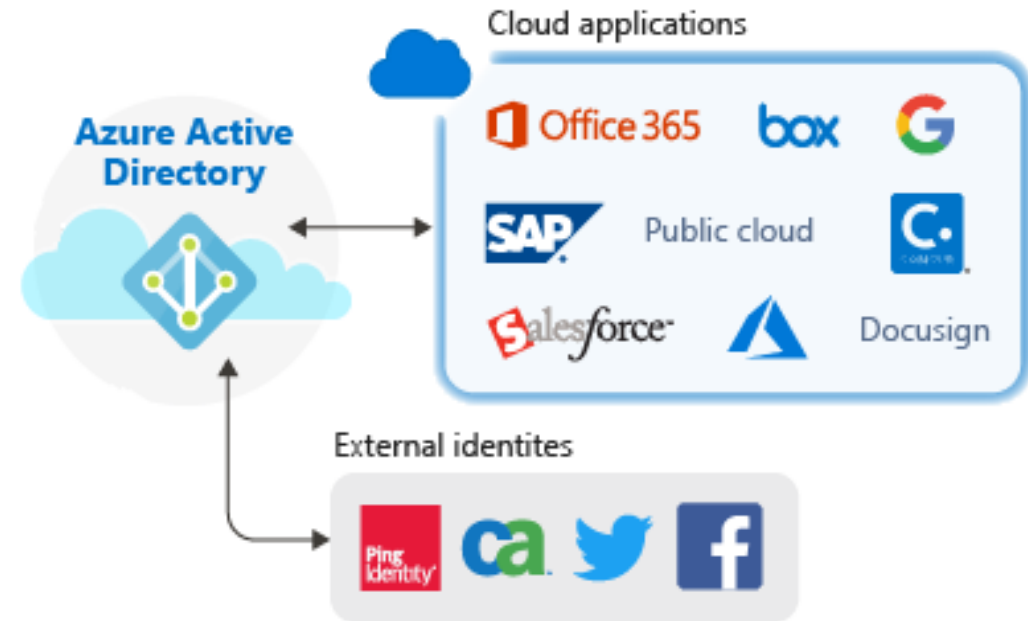 Cloud applications
Azure Active
Directory
Office 365
box
G
SAP
Public cloud
C.
salesforce
Docusign
External identites
Ping
Identity
ca
f